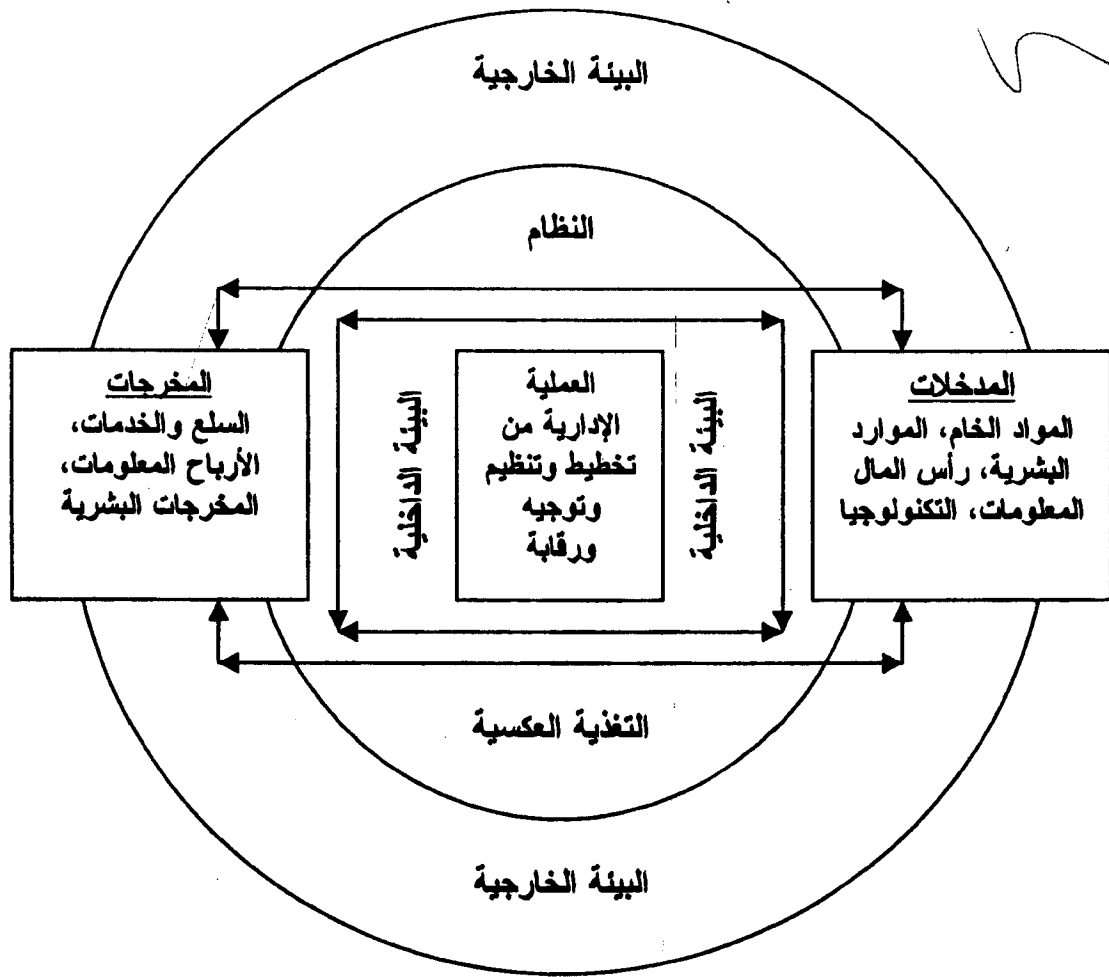 البيئة الخارجية
النظام
المدخلات
المواد الخام، الموارد
البشرية، رأس المال
المعلومات، التكنولوجيا
البيئة الداخلية
العملية
الإدارية من
تخطيط وتنظيم
وتوجيه
ورقابة
البيئة الداخلية
المخرجات
السلع والخدمات،
الأرباح المعلومات،
المخرجات البشرية
التغذية العكسية
البيئة الخارجية